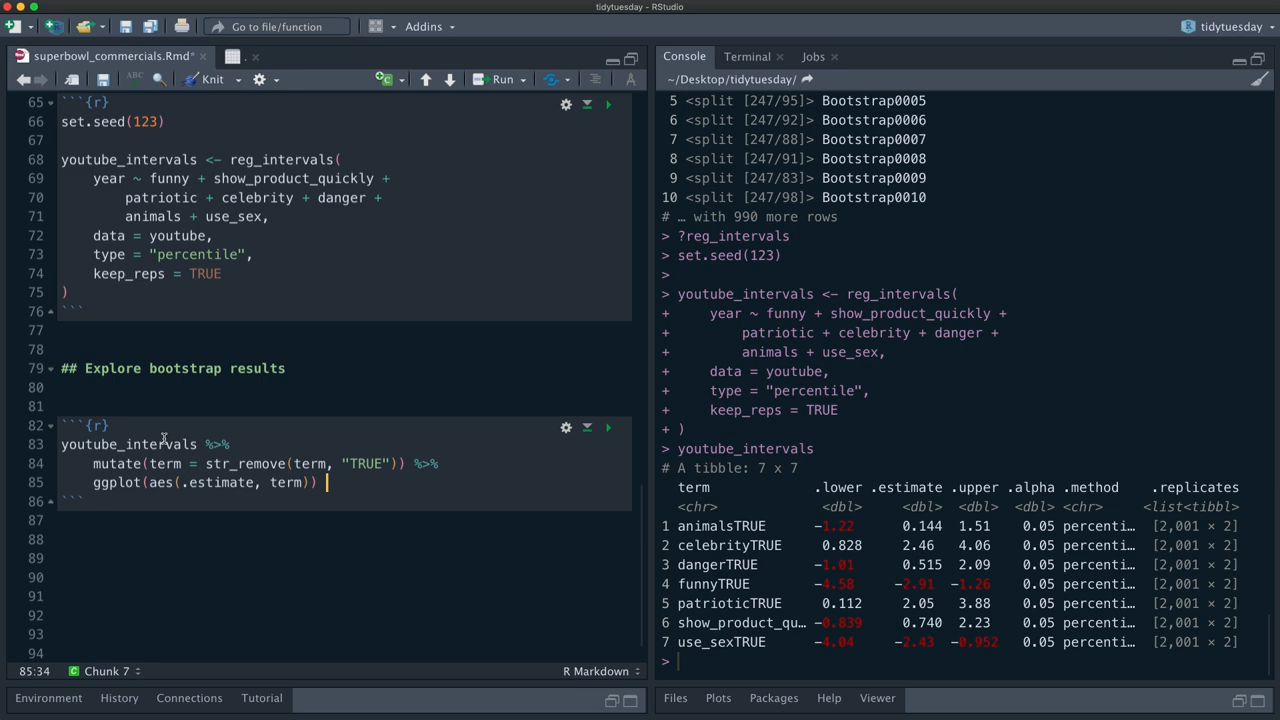 tidytuesday - RStudio
Go to file/function
Addins
tidytuesday
superbowl_commercials.Rmd*
.
Knit
Run
65 ```{r}
66 set.seed(123)
67
68 youtube_intervals <- reg_intervals(
69 year ~ funny + show_product_quickly +
70 patriotic + celebrity + danger +
71 animals + use_sex,
72 data = youtube,
73 type = "percentile",
74 keep_reps = TRUE
75 )
76 ```
77
78
79 ## Explore bootstrap results
80
81
82 ```{r}
83 youtube_intervals %>%
84 mutate(term = str_remove(term, "TRUE")) %>%
85 ggplot(aes(.estimate, term))
86 ```
87
88
89
90
91
92
93
94
85:34 C Chunk 7 R Markdown
Environment History Connections Tutorial
Console Terminal Jobs
~/Desktop/tidytuesday/
5 <split [247/95]> Bootstrap0005
6 <split [247/92]> Bootstrap0006
7 <split [247/88]> Bootstrap0007
8 <split [247/91]> Bootstrap0008
9 <split [247/83]> Bootstrap0009
10 <split [247/98]> Bootstrap0010
# … with 990 more rows
> ?reg_intervals
> set.seed(123)
>
> youtube_intervals <- reg_intervals(
+ year ~ funny + show_product_quickly +
+ patriotic + celebrity + danger +
+ animals + use_sex,
+ data = youtube,
+ type = "percentile",
+ keep_reps = TRUE
+ )
> youtube_intervals
# A tibble: 7 x 7
term .lower .estimate .upper .alpha .method .replicates
<chr> <dbl> <dbl> <dbl> <dbl> <chr> <list<tibbl>
1 animalsTRUE -1.22 0.144 1.51 0.05 percenti… [2,001 × 2]
2 celebrityTRUE 0.828 2.46 4.06 0.05 percenti… [2,001 × 2]
3 dangerTRUE -1.01 0.515 2.09 0.05 percenti… [2,001 × 2]
4 funnyTRUE -4.58 -2.91 -1.26 0.05 percenti… [2,001 × 2]
5 patrioticTRUE 0.112 2.05 3.88 0.05 percenti… [2,001 × 2]
6 show_product_qu… -0.839 0.740 2.23 0.05 percenti… [2,001 × 2]
7 use_sexTRUE -4.04 -2.43 -0.952 0.05 percenti… [2,001 × 2]
>
Files Plots Packages Help Viewer